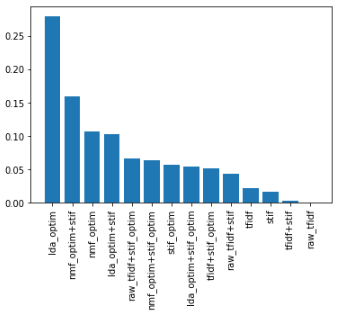 0.25
0.20
0.15
0.10
0.05
0.00
lda_optim
nmf_optim+stif
nmf_optim
lda_optim+stif
raw_tfidf+stif_optim
nmf_optim+stif_optim
stif_optim
lda_optim+stif_optim
tfidf+stif_optim
raw_tfidf+stif
tfidf
stif
tfidf+stif
raw_tfidf